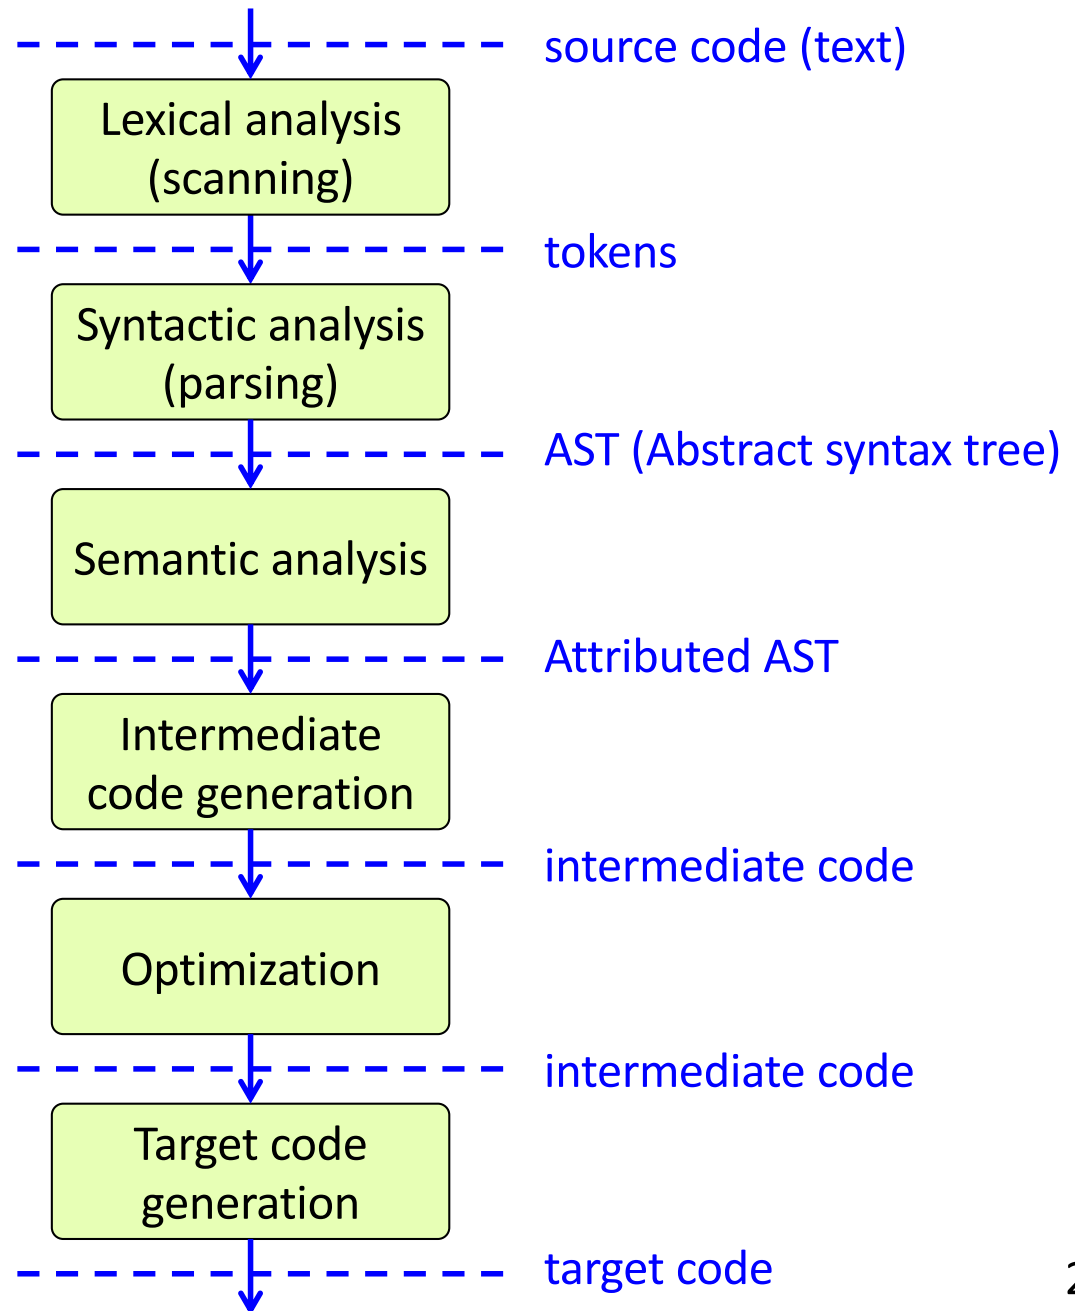 source code (text)
Lexical analysis
(scanning)
tokens
Syntactic analysis
(parsing)
AST (Abstract syntax tree)
Semantic analysis
Attributed AST
Intermediate
code generation
intermediate code
Optimization
intermediate code
Target code
generation
target code